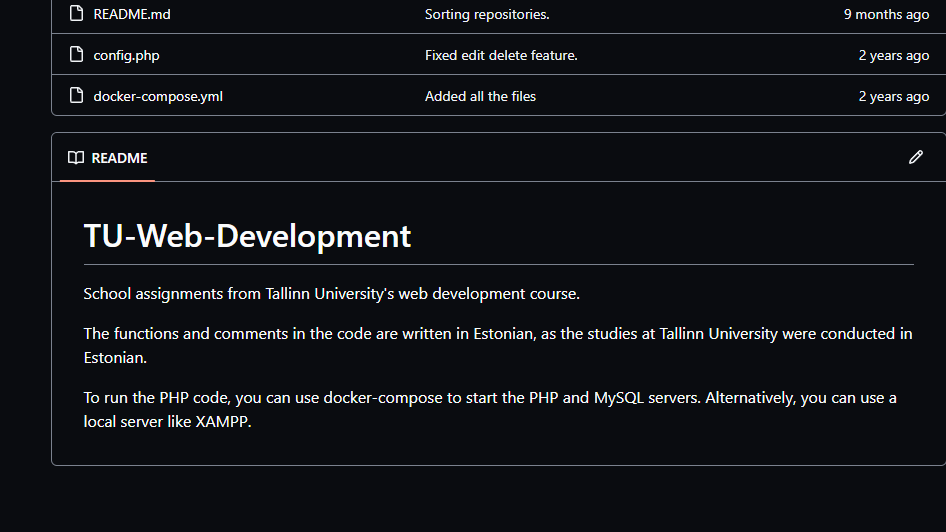 README.md Sorting repositories. 9 months ago
config.php Fixed edit delete feature. 2 years ago
docker-compose.yml Added all the files 2 years ago
README
TU-Web-Development
School assignments from Tallinn University's web development course.
The functions and comments in the code are written in Estonian, as the studies at Tallinn University were conducted in
Estonian.
To run the PHP code, you can use docker-compose to start the PHP and MySQL servers. Alternatively, you can use a
local server like XAMPP.